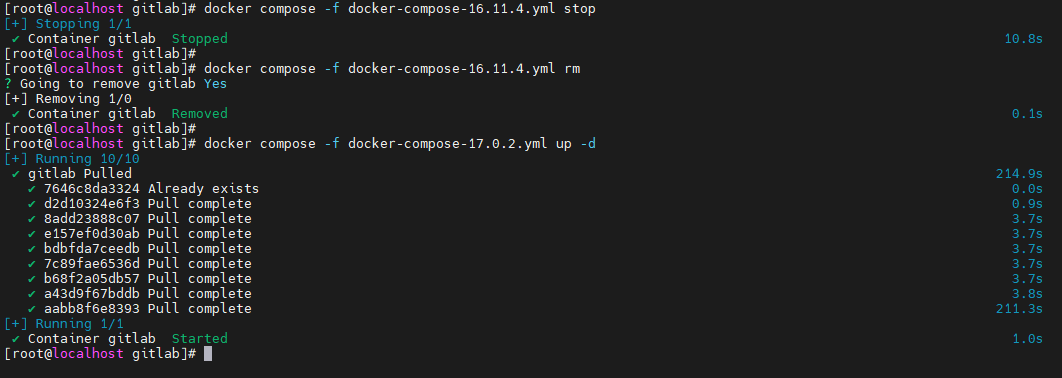 [root@localhost gitlab]# docker compose -f docker-compose-16.11.4.yml stop
[+] Stopping 1/1
✔ Container gitlab Stopped 10.8s
[root@localhost gitlab]#
[root@localhost gitlab]# docker compose -f docker-compose-16.11.4.yml rm
? Going to remove gitlab Yes
[+] Removing 1/0
✔ Container gitlab Removed 0.1s
[root@localhost gitlab]#
[root@localhost gitlab]# docker compose -f docker-compose-17.0.2.yml up -d
[+] Running 10/10
✔ gitlab Pulled 214.9s
✔ 7646c8da3324 Already exists 0.0s
✔ d2d10324e6f3 Pull complete 0.9s
✔ 8add23888c07 Pull complete 3.7s
✔ e157ef0d30ab Pull complete 3.7s
✔ bdbfda7ceedb Pull complete 3.7s
✔ 7c89fae6536d Pull complete 3.7s
✔ b68f2a05db57 Pull complete 3.7s
✔ a43d9f67bddb Pull complete 3.8s
✔ aabb8f6e8393 Pull complete 211.3s
[+] Running 1/1
✔ Container gitlab Started 1.0s
[root@localhost gitlab]#